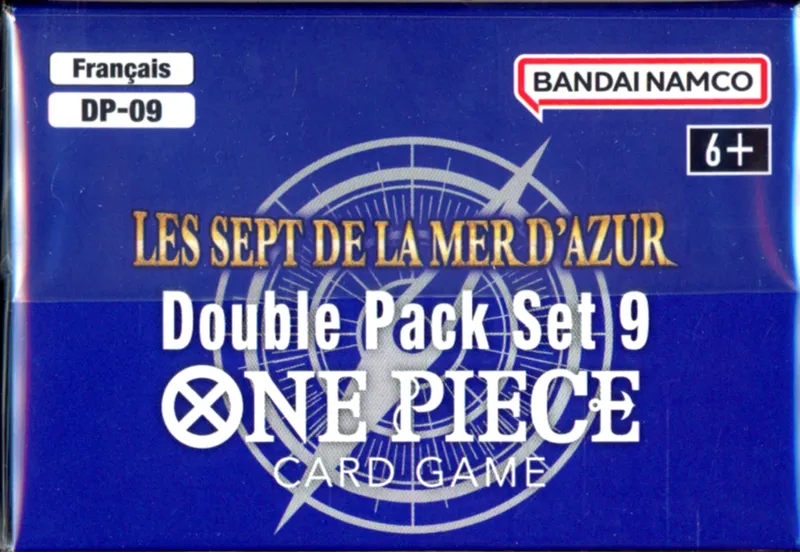 Français
DP-09
BANDAI NAMCO
6+
LES SEPT DE LA MER D'AZUR
Double Pack Set 9
ONE PIECE
CARD GAME